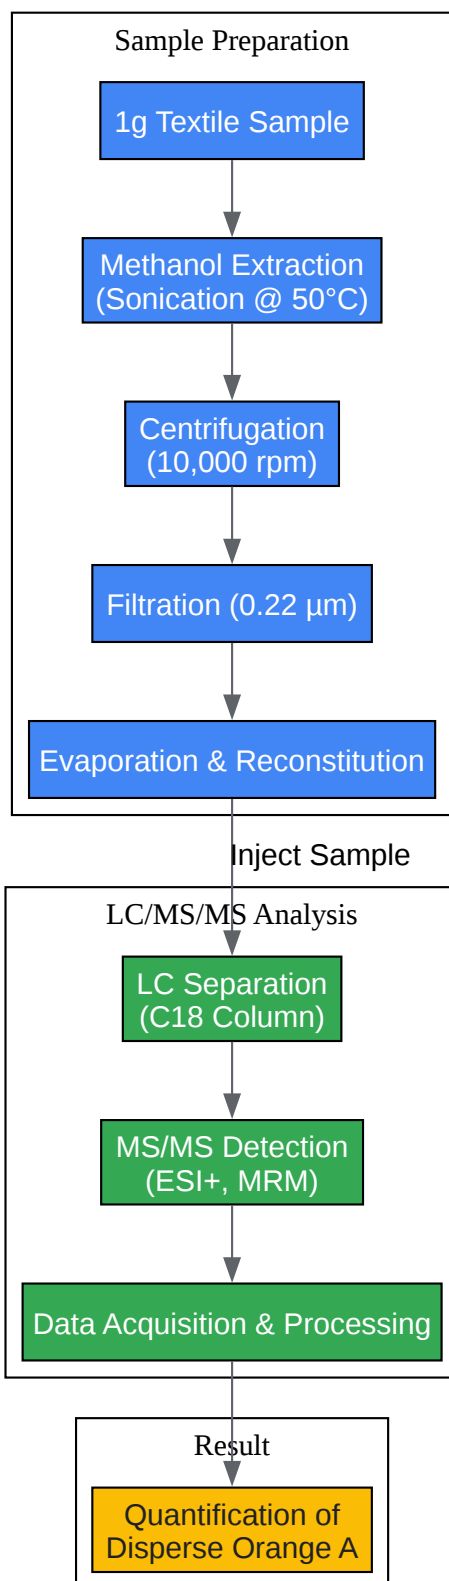 Sample Preparation
1g Textile Sample
Methanol Extraction
(Sonication @ 50°C)
Centrifugation
(10,000 rpm)
Filtration (0.22 µm)
Evaporation & Reconstitution
Inject Sample
LC/MS/MS Analysis
LC Separation
(C18 Column)
MS/MS Detection
(ESI+, MRM)
Data Acquisition & Processing
Result
Quantification of
Disperse Orange A